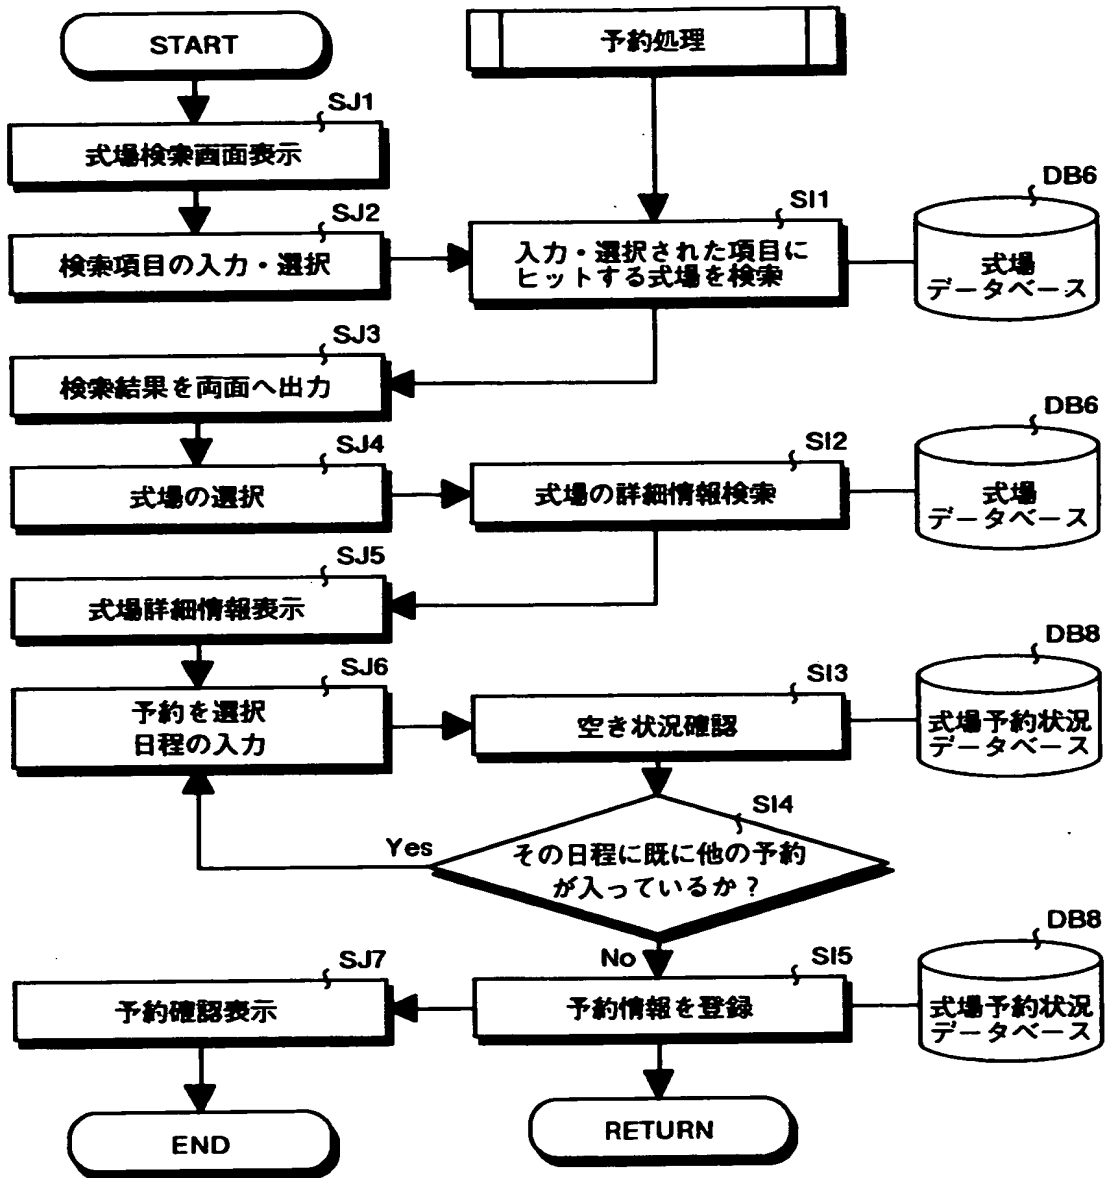 START
予約処理
SJ1
式場検索画面表示
SJ2
検索項目の入力・選択
SI1
入力・選択された項目に
ヒットする式場を検索
DB6
式場
データベース
SJ3
検索結果を両面へ出力
SJ4
式場の選択
SI2
式場の詳細情報検索
DB6
式場
データベース
SJ5
式場詳細情報表示
SJ6
予約を選択
日程の入力
SI3
空き状況確認
DB8
式場予約状況
データベース
SI4
その日程に既に他の予約
が入っているか？
Yes
No
SI5
予約情報を登録
DB8
式場予約状況
データベース
SJ7
予約確認表示
END
RETURN